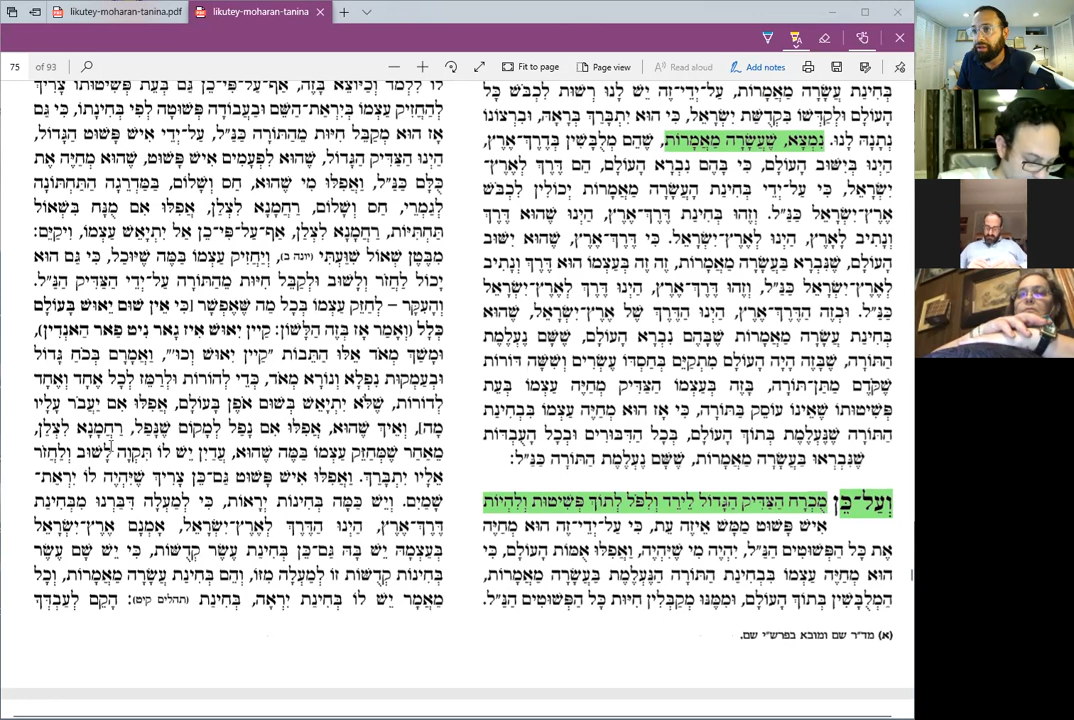 likutey-moharan-tanina.pdf
likutey-moharan-tanina
75 of 93
Fit to page
Page view
Read aloud
Add notes
בְּחִינַת עֲשָׂרָה מַאֲמָרוֹת, עַל־יְדֵי־זֶה יֵשׁ לָנוּ רְשׁוּת לִכְבֹּשׁ כָּל
הָעוֹלָם וּלְקַדְּשׁוֹ בִּקְדֻשַּׁת יִשְׂרָאֵל, כִּי הוּא יִתְבָּרַךְ בְּרָאָהּ, וּבִרְצוֹנוֹ
נְתָנָהּ לָנוּ. נִמְצָא, שֶׁעֲשָׂרָה מַאֲמָרוֹת, שֶׁהֵם מְלֻבָּשִׁין בְּדֶרֶךְ־אֶרֶץ,
הַיְנוּ בְּיִשּׁוּב הָעוֹלָם, כִּי בָּהֶם נִבְרָא הָעוֹלָם, הֵם דֶּרֶךְ לְאֶרֶץ־
יִשְׂרָאֵל, כִּי עַל־יְדֵי בְּחִינַת הָעֲשָׂרָה מַאֲמָרוֹת יְכוֹלִין לִכְבֹּשׁ
אֶרֶץ־יִשְׂרָאֵל כַּנַּ"ל. וְזֶהוּ בְּחִינַת דֶּרֶךְ־אֶרֶץ, הַיְנוּ שֶׁהוּא דֶּרֶךְ
וְנָתִיב לָאָרֶץ, הַיְנוּ לְאֶרֶץ־יִשְׂרָאֵל. כִּי דֶּרֶךְ־אֶרֶץ, שֶׁהוּא יִשּׁוּב
הָעוֹלָם, שֶׁנִּבְרָא בַּעֲשָׂרָה מַאֲמָרוֹת, זֶה זֶה בְּעַצְמוֹ הוּא דֶּרֶךְ וְנָתִיב
לְאֶרֶץ־יִשְׂרָאֵל כַּנַּ"ל, וְזֶהוּ דֶּרֶךְ־אֶרֶץ, הַיְנוּ דֶּרֶךְ לְאֶרֶץ־יִשְׂרָאֵל
כַּנַּ"ל. וּבְזֶה הַדֶּרֶךְ־אֶרֶץ, הַיְנוּ הַדֶּרֶךְ שֶׁל אֶרֶץ־יִשְׂרָאֵל, שֶׁהוּא
בְּחִינַת עֲשָׂרָה מַאֲמָרוֹת שֶׁבָּהֶם נִבְרָא הָעוֹלָם, שֶׁשָּׁם נֶעְלֶמֶת
הַתּוֹרָה, שֶׁבָּזֶה הָיָה הָעוֹלָם מִתְקַיֵּם בְּחַסְדּוֹ עֶשְׂרִים וְשִׁשָּׁה דוֹרוֹת
שֶׁקֹּדֶם מַתַּן־תּוֹרָה, בָּזֶה בְּעַצְמוֹ הַצַּדִּיק מְחַיֶּה עַצְמוֹ בְּעֵת
פְּשִׁיטוּתוֹ שֶׁאֵינוֹ עוֹסֵק בַּתּוֹרָה, כִּי אָז הוּא מְחַיֶּה עַצְמוֹ בִּבְחִינַת
הַתּוֹרָה שֶׁנֶּעְלֶמֶת בְּתוֹךְ הָעוֹלָם, בְּכָל הַדִּבּוּרִים וּבְכָל הָעֻבְדּוֹת
שֶׁנִּבְרְאוּ בַּעֲשָׂרָה מַאֲמָרוֹת, שֶׁשָּׁם נֶעְלֶמֶת הַתּוֹרָה כַּנַּ"ל:
וְעַל־כֵּן מֻכְרָח הַצַּדִּיק הַגָּדוֹל לֵירֵד וְלִפֹּל לְתוֹךְ פְּשִׁיטוּת וְלִהְיוֹת
אִישׁ פָּשׁוּט מַמָּשׁ אֵיזֶה עֵת, כִּי עַל־יְדֵי־זֶה הוּא מְחַיֶּה
אֶת כָּל הַפְּשׁוּטִים הַנַּ"ל, יִהְיֶה מִי שֶׁיִּהְיֶה, וַאֲפִלּוּ אֻמּוֹת הָעוֹלָם, כִּי
הוּא מְחַיֶּה עַצְמוֹ בִּבְחִינַת הַתּוֹרָה הַנֶּעְלֶמֶת בַּעֲשָׂרָה מַאֲמָרוֹת,
הַמְלֻבָּשִׁין בְּתוֹךְ הָעוֹלָם, וּמִמֶּנּוּ מְקַבְּלִין חִיּוּת כָּל הַפְּשׁוּטִים הַנַּ"ל.
(א) מד"ר שם ומובא בפרש"י שם.
לוֹ לִלְמֹד וְכַיּוֹצֵא בָּזֶה, אַף־עַל־פִּי־כֵן גַּם בְּעֵת פְּשִׁיטוּתוֹ צָרִיךְ
לְהַחֲזִיק עַצְמוֹ בְּיִרְאַת־הַשֵּׁם וּבַעֲבוֹדָה פְּשׁוּטָה לְפִי בְּחִינָתוֹ, כִּי גַּם
אָז הוּא מְקַבֵּל חִיּוּת מֵהַתּוֹרָה כַּנַּ"ל, עַל־יְדֵי אִישׁ פָּשׁוּט הַגָּדוֹל,
הַיְנוּ הַצַּדִּיק הַגָּדוֹל, שֶׁהוּא לִפְעָמִים אִישׁ פָּשׁוּט, שֶׁהוּא מְחַיֶּה אֶת
כֻּלָּם כַּנַּ"ל, וַאֲפִלּוּ מִי שֶׁהוּא, חַס וְשָׁלוֹם, בַּמַּדְרֵגָה הַתַּחְתּוֹנָה
לְגַמְרֵי, חַס וְשָׁלוֹם, רַחֲמָנָא לִצְלַן, אֲפִלּוּ אִם מֻנָּח בִּשְׁאוֹל
תַּחְתִּיּוֹת, רַחֲמָנָא לִצְלַן, אַף־עַל־פִּי־כֵן אַל יִתְיָאֵשׁ עַצְמוֹ, וִיקַיֵּם:
מִבֶּטֶן שְׁאוֹל שִׁוַּעְתִּי (יונה ב), וְיַחֲזִיק עַצְמוֹ בַּמֶּה שֶׁיּוּכַל, כִּי גַּם הוּא
יָכוֹל לַחֲזֹר וְלָשׁוּב וּלְקַבֵּל חִיּוּת מֵהַתּוֹרָה עַל־יְדֵי הַצַּדִּיק הַנַּ"ל.
וְהָעִקָּר – לְחַזֵּק עַצְמוֹ בְּכָל מַה שֶּׁאֶפְשָׁר [כִּי אֵין שׁוּם יֵאוּשׁ בָּעוֹלָם
כְּלָל (וְאָמַר אָז בְּזֶה הַלָּשׁוֹן: קֵיין יֵאוּשׁ אִיז גָאר נִיט פַאר הַאנְדִין),
וּמָשַׁךְ מְאֹד אֵלּוּ הַתֵּבוֹת "קֵיין יֵאוּשׁ וְכוּ'", וַאֲמָרָם בְּכֹחַ גָּדוֹל
וּבְעַמְקוּת נִפְלָא וְנוֹרָא מְאֹד, כְּדֵי לְהוֹרוֹת וּלְרַמֵּז לְכָל אֶחָד וְאֶחָד
לְדוֹרוֹת, שֶׁלֹּא יִתְיָאֵשׁ בְּשׁוּם אֹפֶן בָּעוֹלָם, אֲפִלּוּ אִם יַעֲבֹר עָלָיו
מָה], וְאֵיךְ שֶׁהוּא, אֲפִלּוּ אִם נָפַל לְמָקוֹם שֶׁנָּפַל, רַחֲמָנָא לִצְלַן,
מֵאַחַר שֶׁמְּחַזֵּק עַצְמוֹ בַּמֶּה שֶׁהוּא, עֲדַיִן יֵשׁ לוֹ תִּקְוָה לָשׁוּב וְלַחֲזֹר
אֵלָיו יִתְבָּרַךְ. וַאֲפִלּוּ אִישׁ פָּשׁוּט גַּם־כֵּן צָרִיךְ שֶׁיִּהְיֶה לוֹ יִרְאַת־
שָׁמַיִם. וְיֵשׁ כַּמָּה בְּחִינוֹת יִרְאוֹת, כִּי לְמַעְלָה דִּבַּרְנוּ מִבְּחִינַת
דֶּרֶךְ־אֶרֶץ, הַיְנוּ הַדֶּרֶךְ לְאֶרֶץ־יִשְׂרָאֵל, אָמְנָם אֶרֶץ־יִשְׂרָאֵל
בְּעַצְמָהּ יֵשׁ בָּהּ גַּם־כֵּן בְּחִינַת עֶשֶׂר קְדֻשּׁוֹת, כִּי יֵשׁ שָׁם עֶשֶׂר
בְּחִינוֹת קְדֻשּׁוֹת זוֹ לְמַעְלָה מִזּוֹ, וְהֵם בְּחִינַת עֲשָׂרָה מַאֲמָרוֹת, וְכָל
מַאֲמָר יֵשׁ לוֹ בְּחִינַת יִרְאָה, בְּחִינַת (תהלים קיט): הָקֵם לְעַבְדְּךָ